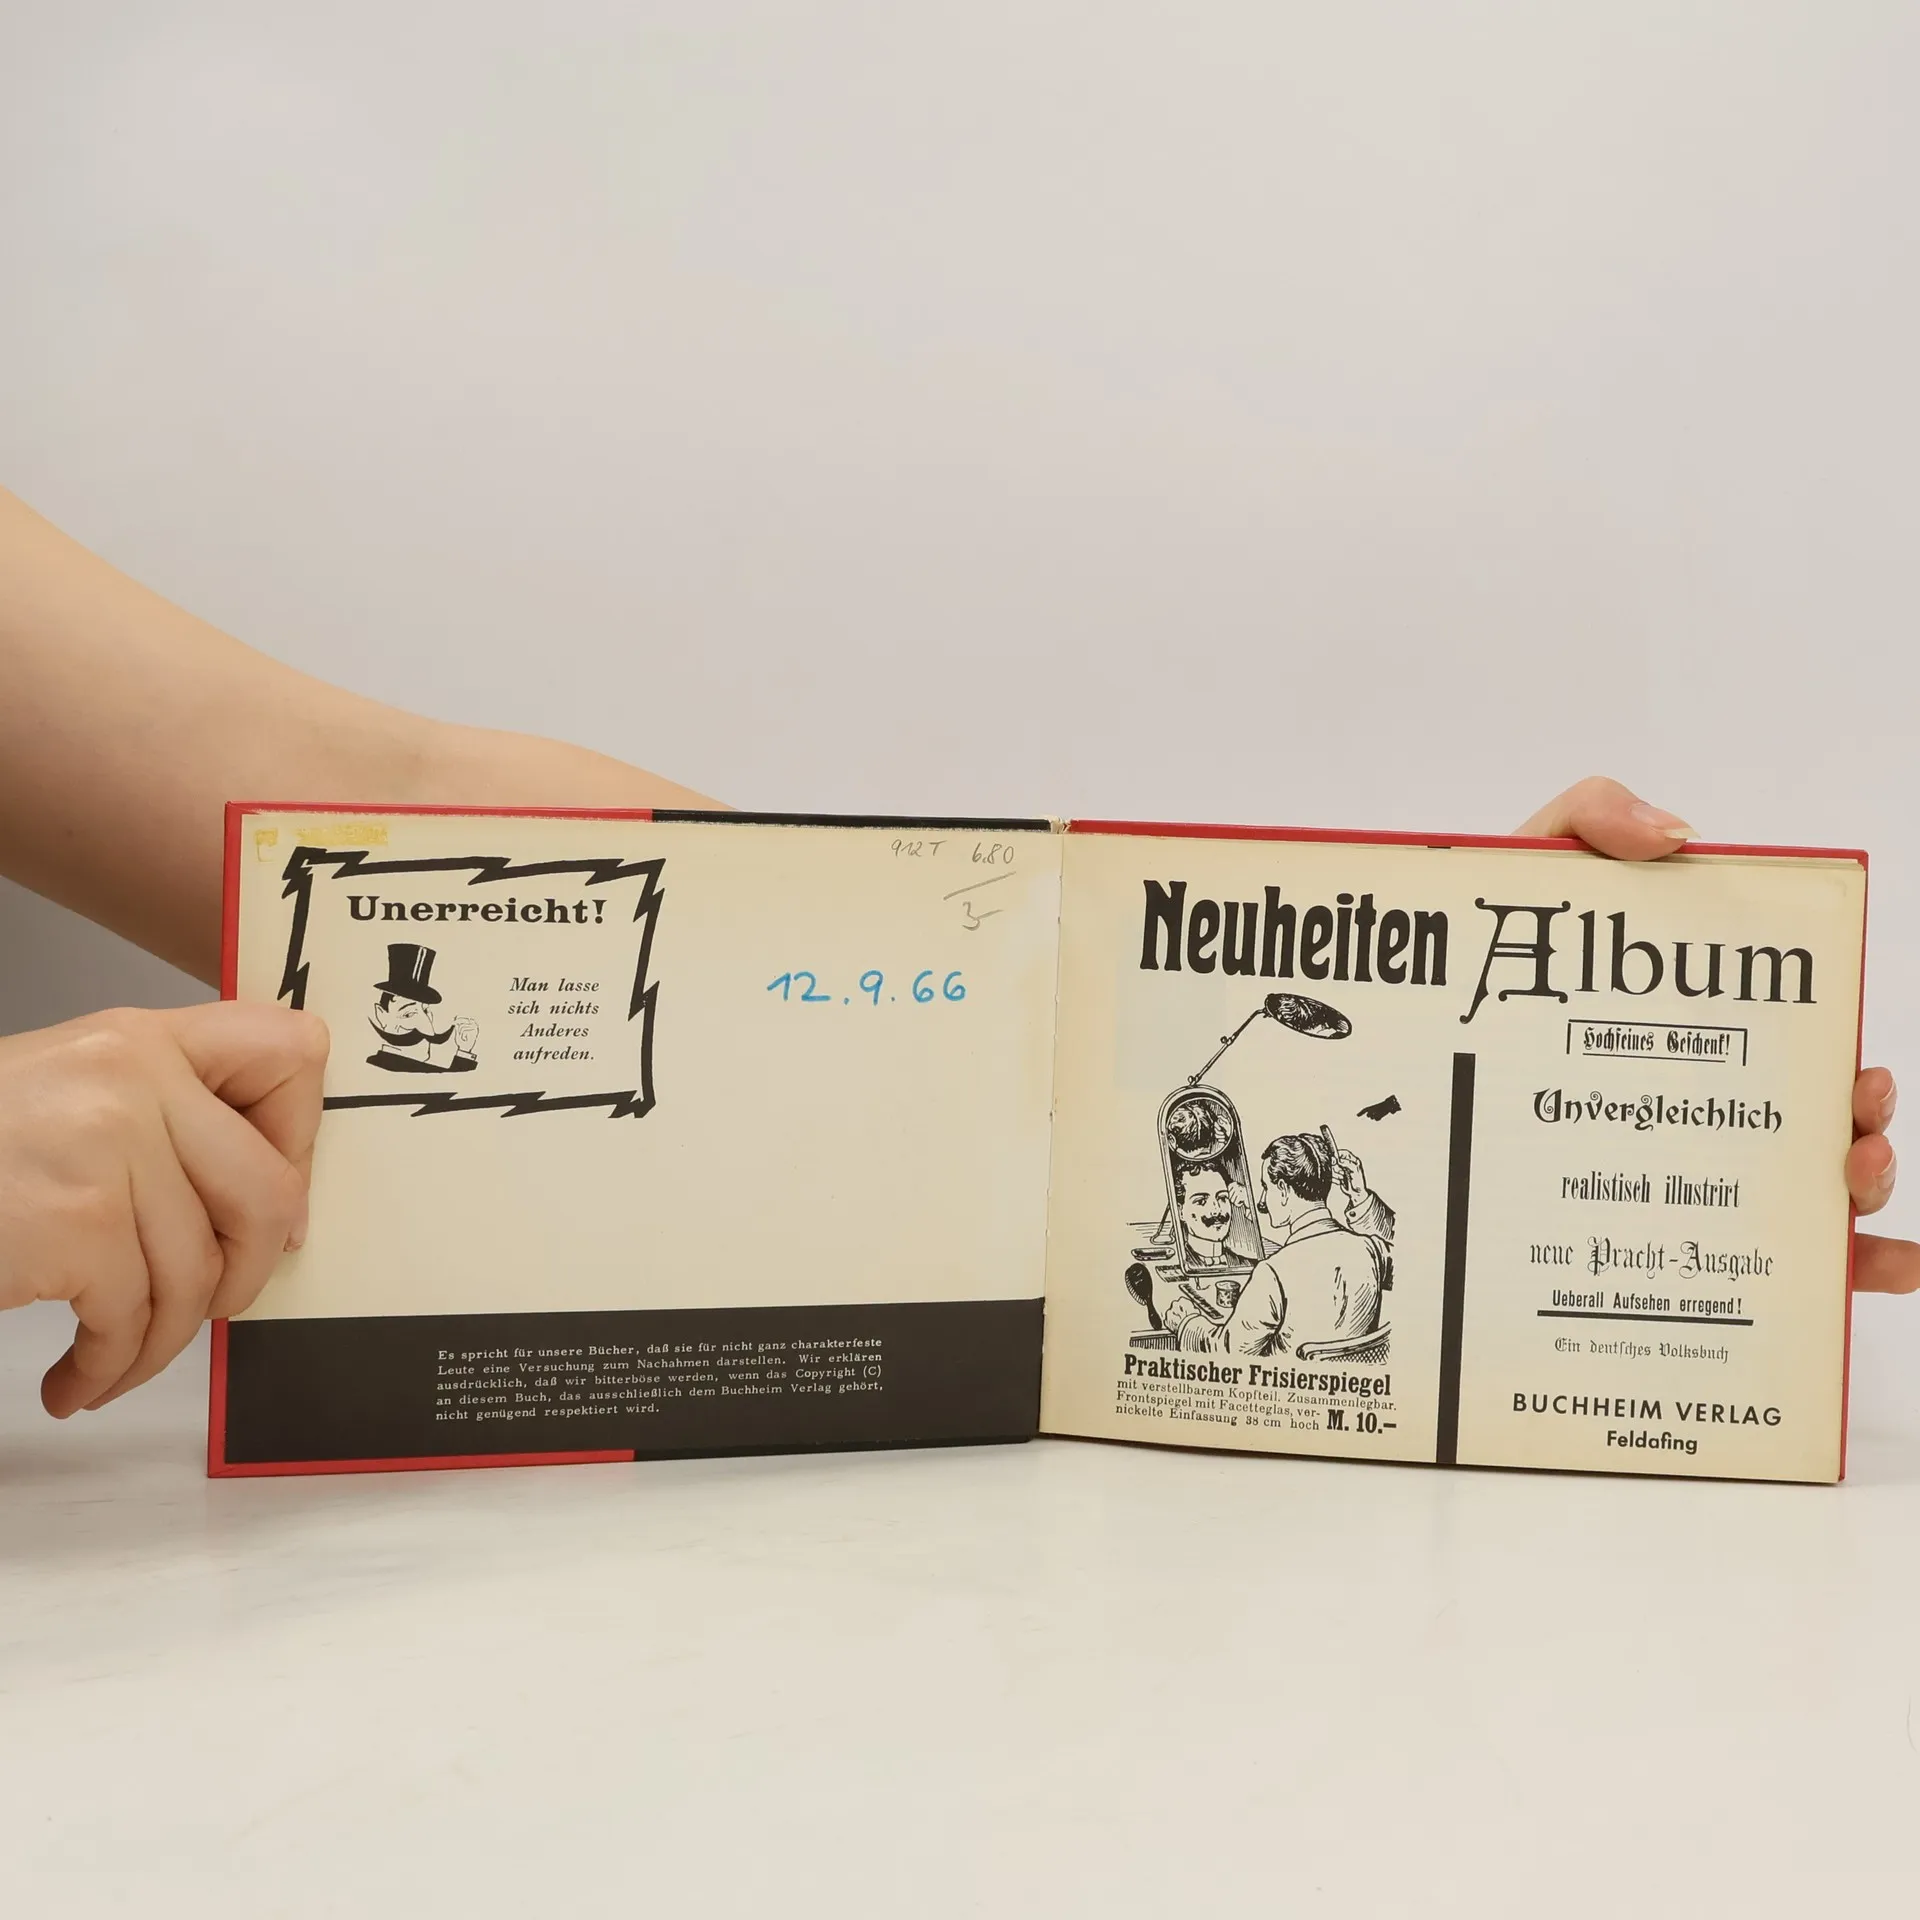 Unerreicht!
Man lasse
sich nichts
Anderes
aufreden.
912T 6.80
3-
12.9.66
Es spricht für unsere Bücher, daß sie für nicht ganz charakterfeste
Leute eine Versuchung zum Nachahmen darstellen. Wir erklären
ausdrücklich, daß wir bitterböse werden, wenn das Copyright (C)
an diesem Buch, das ausschließlich dem Buchheim Verlag gehört,
nicht genügend respektiert wird.
Neuheiten Album
Praktischer Frisierspiegel
mit verstellbarem Kopfteil. Zusammenlegbar.
Frontspiegel mit Facetteglas, ver-
nickelte Einfassung 38 cm hoch M. 10.–
Hochfeines Geschenk!
Unvergleichlich
realistisch illustrirt
neue Pracht-Ausgabe
Ueberall Aufsehen erregend!
Ein deutsches Volksbuch
BUCHHEIM VERLAG
Feldafing